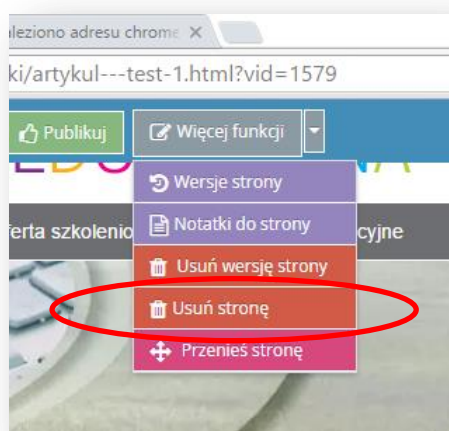 leziono adresu chrome
ki/artykul---test-1.html?vid=1579
Publikuj
Więcej funkcji
Wersje strony
Notatki do strony
ferta szkolenio
cyjne
Usuń wersję strony
Usuń stronę
Przenieś stronę